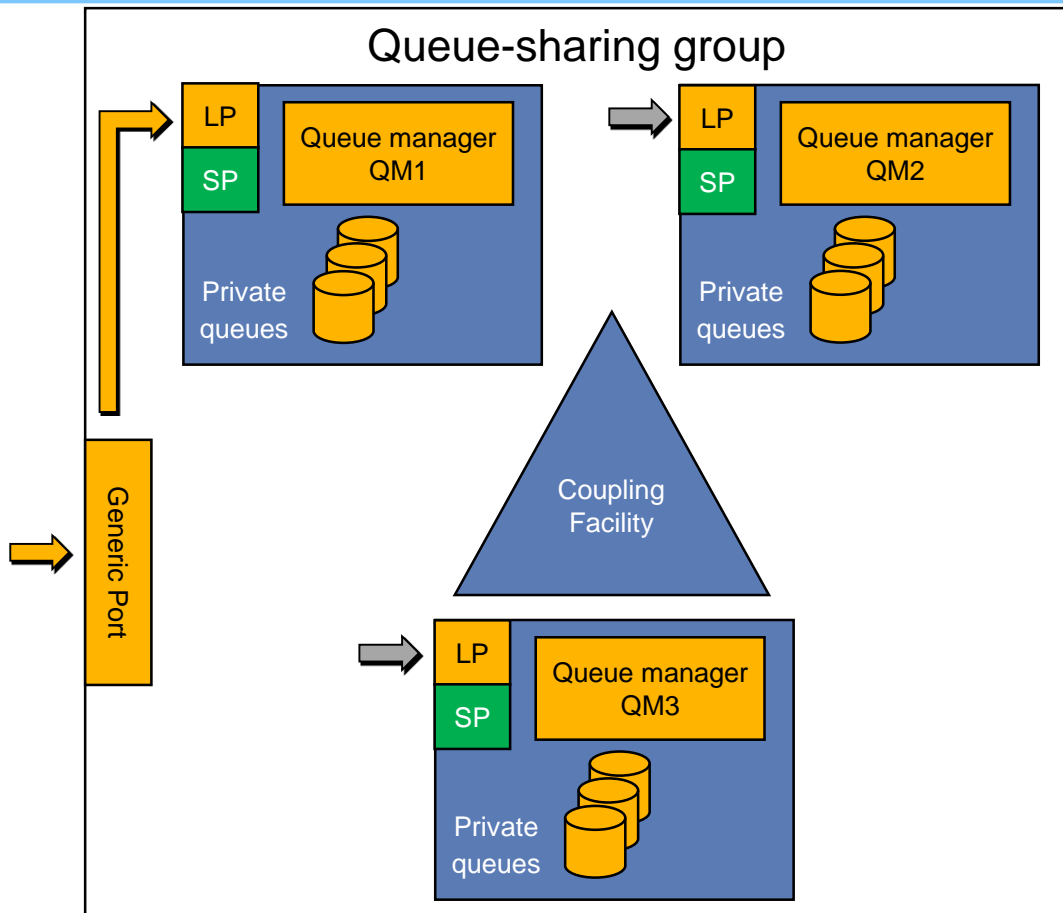 Queue-sharing group
LP
SP
Queue manager
QM1
Private
queues
LP
SP
Queue manager
QM2
Private
queues
Generic Port
Coupling
Facility
LP
SP
Queue manager
QM3
Private
queues